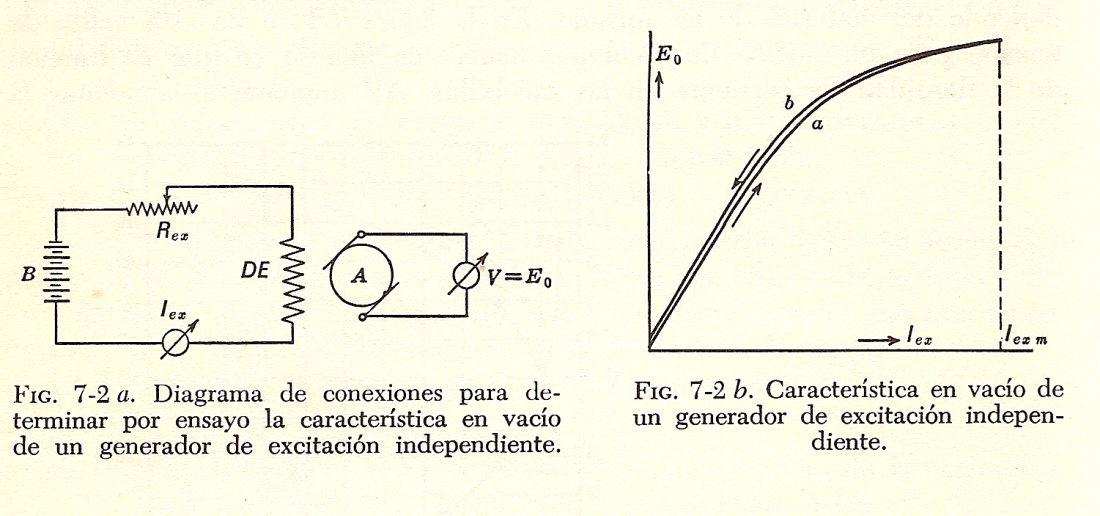 R_ex
B
DE
A
V=E_0
I_ex
E_0
b
a
I_ex
I_ex m
FIG. 7-2 a. Diagrama de conexiones para de-
terminar por ensayo la característica en vacío
de un generador de excitación independiente.
FIG. 7-2 b. Característica en vacío de
un generador de excitación indepen-
diente.